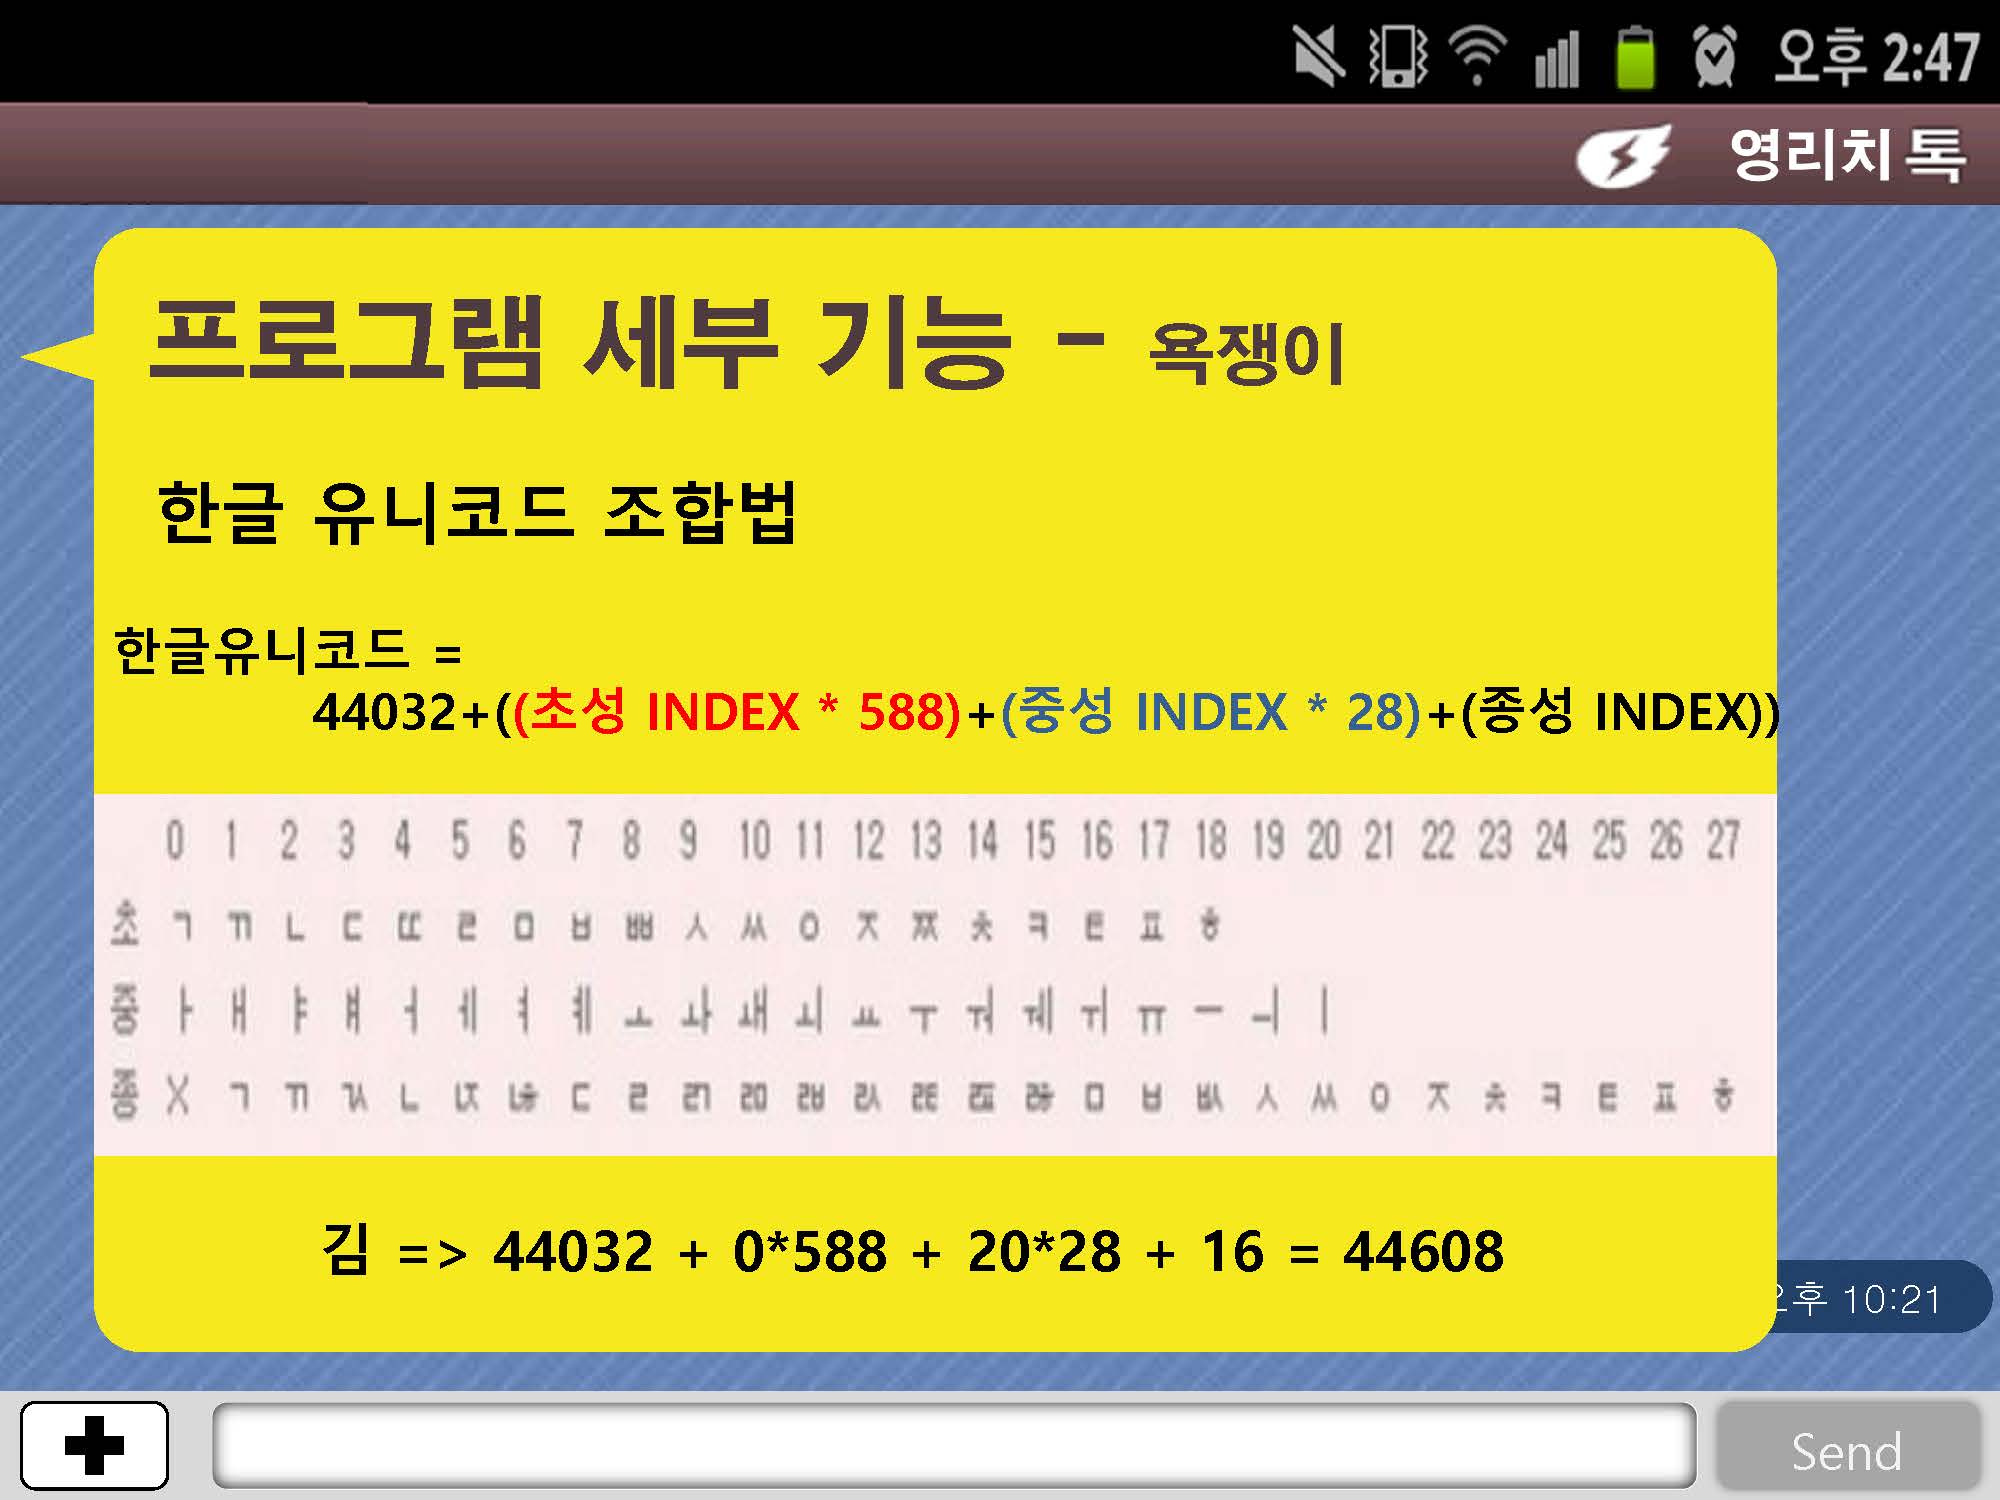 오후 2:47
영리치 톡
프로그램 세부 기능 - 욕쟁이
한글 유니코드 조합법
한글유니코드 =
44032+((초성 INDEX * 588)+(중성 INDEX * 28)+(종성 INDEX))
0 1 2 3 4 5 6 7 8 9 10 11 12 13 14 15 16 17 18 19 20 21 22 23 24 25 26 27
초 ㄱ ㄲ ㄴ ㄷ ㄸ ㄹ ㅁ ㅂ ㅃ ㅅ ㅆ ㅇ ㅈ ㅉ ㅊ ㅋ ㅌ ㅍ ㅎ
중 ㅏ ㅐ ㅑ ㅒ ㅓ ㅔ ㅕ ㅖ ㅗ ㅘ ㅙ ㅚ ㅛ ㅜ ㅝ ㅞ ㅟ ㅠ ㅡ ㅢ ㅣ
종 X ㄱ ㄲ ㄳ ㄴ ㄵ ㄶ ㄷ ㄹ ㄺ ㄻ ㄼ ㄽ ㄾ ㄿ ㅀ ㅁ ㅂ ㅄ ㅅ ㅆ ㅇ ㅈ ㅊ ㅋ ㅌ ㅍ ㅎ
김 => 44032 + 0*588 + 20*28 + 16 = 44608
오후 10:21
Send